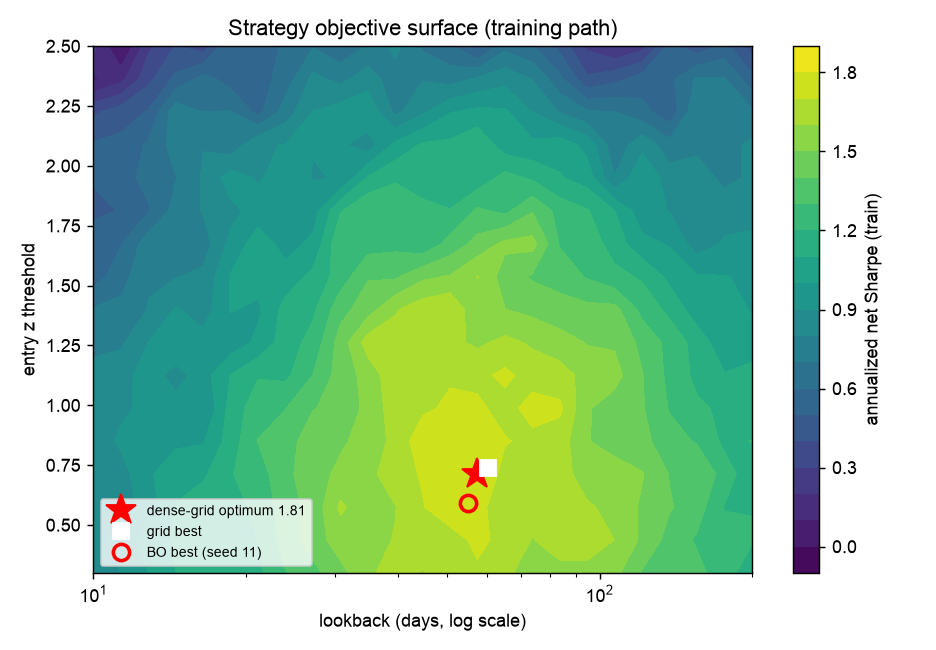 Strategy objective surface (training path)
2.50
2.25
2.00
1.75
1.50
1.25
1.00
0.75
0.50
entry z threshold
10¹
10²
lookback (days, log scale)
dense-grid optimum 1.81
grid best
BO best (seed 11)
1.8
1.5
1.2
0.9
0.6
0.3
0.0
annualized net Sharpe (train)